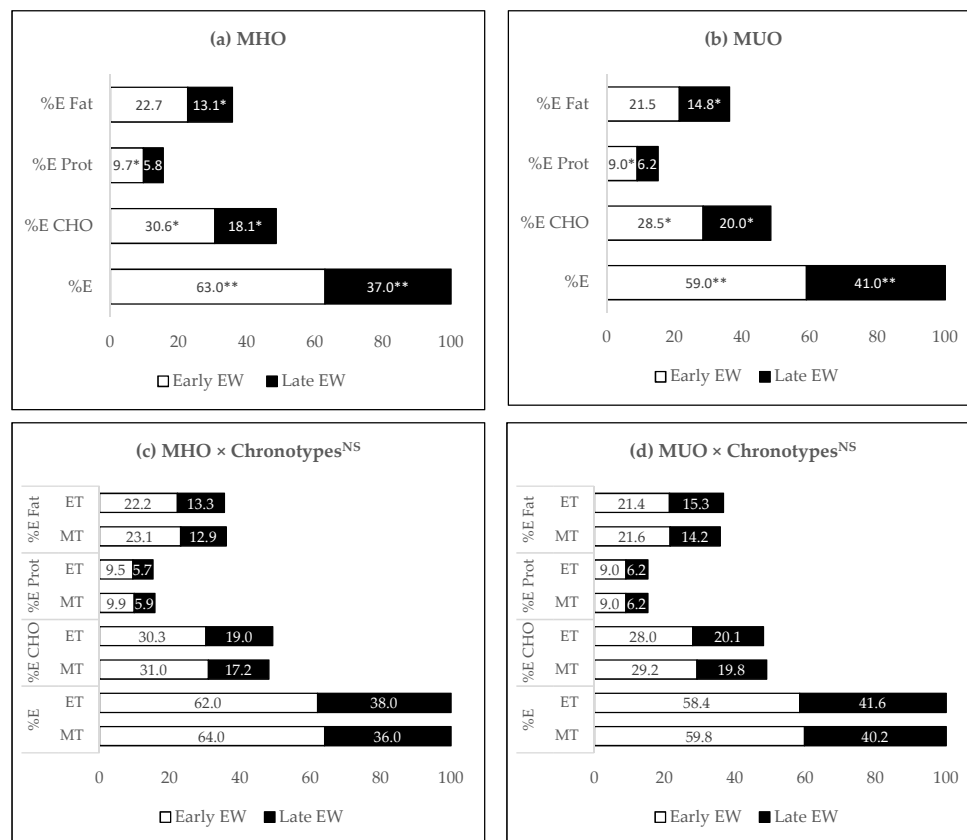 (a) MHO
%E Fat 22.7 13.1*
%E Prot 9.7* 5.8
%E CHO 30.6* 18.1*
%E 63.0** 37.0**
0 20 40 60 80 100
Early EW Late EW
(b) MUO
%E Fat 21.5 14.8*
%E Prot 9.0* 6.2
%E CHO 28.5* 20.0*
%E 59.0** 41.0**
0 20 40 60 80 100
Early EW Late EW
(c) MHO × Chronotypes^NS
%E Fat
ET 22.2 13.3
MT 23.1 12.9
%E Prot
ET 9.5 5.7
MT 9.9 5.9
%E CHO
ET 30.3 19.0
MT 31.0 17.2
%E
ET 62.0 38.0
MT 64.0 36.0
0 20 40 60 80 100
Early EW Late EW
(d) MUO × Chronotypes^NS
%E Fat
ET 21.4 15.3
MT 21.6 14.2
%E Prot
ET 9.0 6.2
MT 9.0 6.2
%E CHO
ET 28.0 20.1
MT 29.2 19.8
%E
ET 58.4 41.6
MT 59.8 40.2
0 20 40 60 80 100
Early EW Late EW